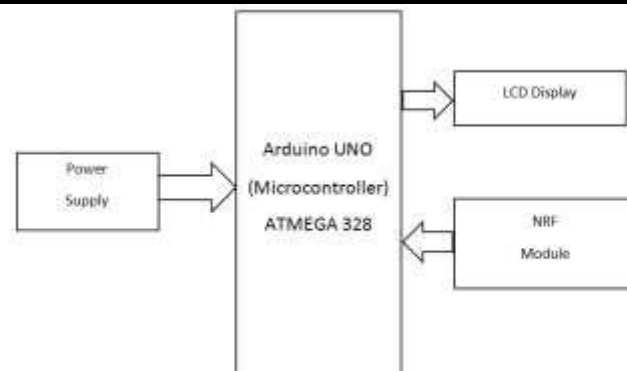 Power
Supply
Arduino UNO
(Microcontroller)
ATMEGA 328
LCD Display
NRF
Module